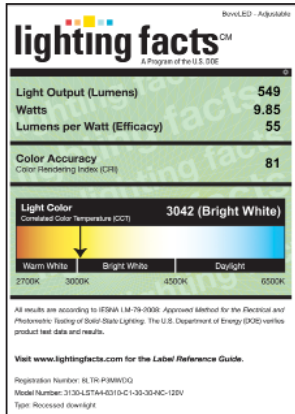 BeveLED - Adjustable
lighting facts CM
A Program of the U.S. DOE
Light Output (Lumens) 549
Watts 9.85
Lumens per Watt (Efficacy) 55
Color Accuracy
Color Rendering Index (CRI) 81
Light Color
Correlated Color Temperature (CCT) 3042 (Bright White)
Warm White Bright White Daylight
2700K 3000K 4500K 6500K
All results are according to IESNA LM-79-2008: Approved Method for the Electrical and
Photometric Testing of Solid-State Lighting. The U.S. Department of Energy (DOE) verifies
product test data and results.
Visit www.lightingfacts.com for the Label Reference Guide.
Registration Number: 8LTR-P3MWDQ
Model Number: 3130-LSTA4-6310-C1-30-30-NC-120V
Type: Recessed downlight